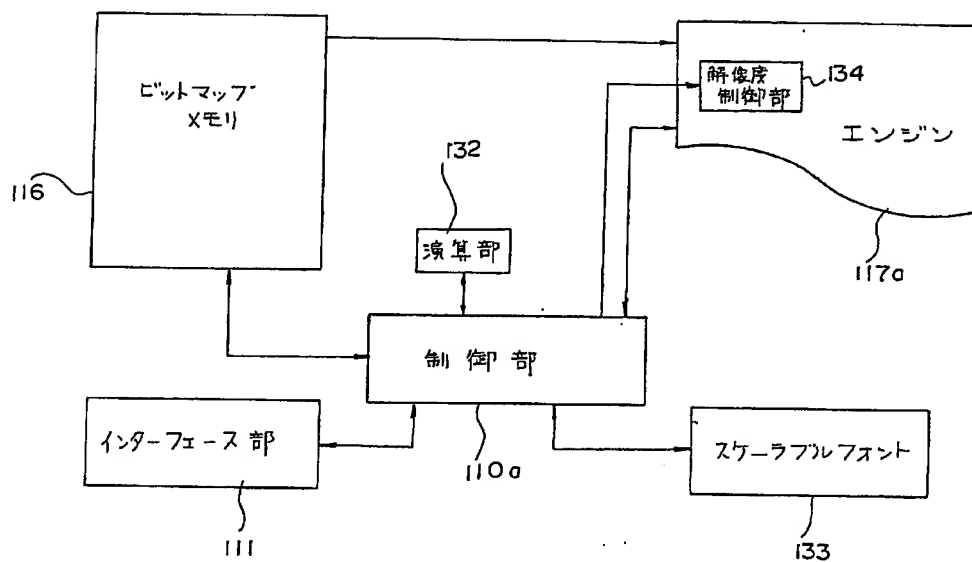 ビットマップ
メモリ
116
解像度
制御部
134
エンジン
117a
132
演算部
制御部
110a
インターフェース部
111
スケーラブルフォント
133